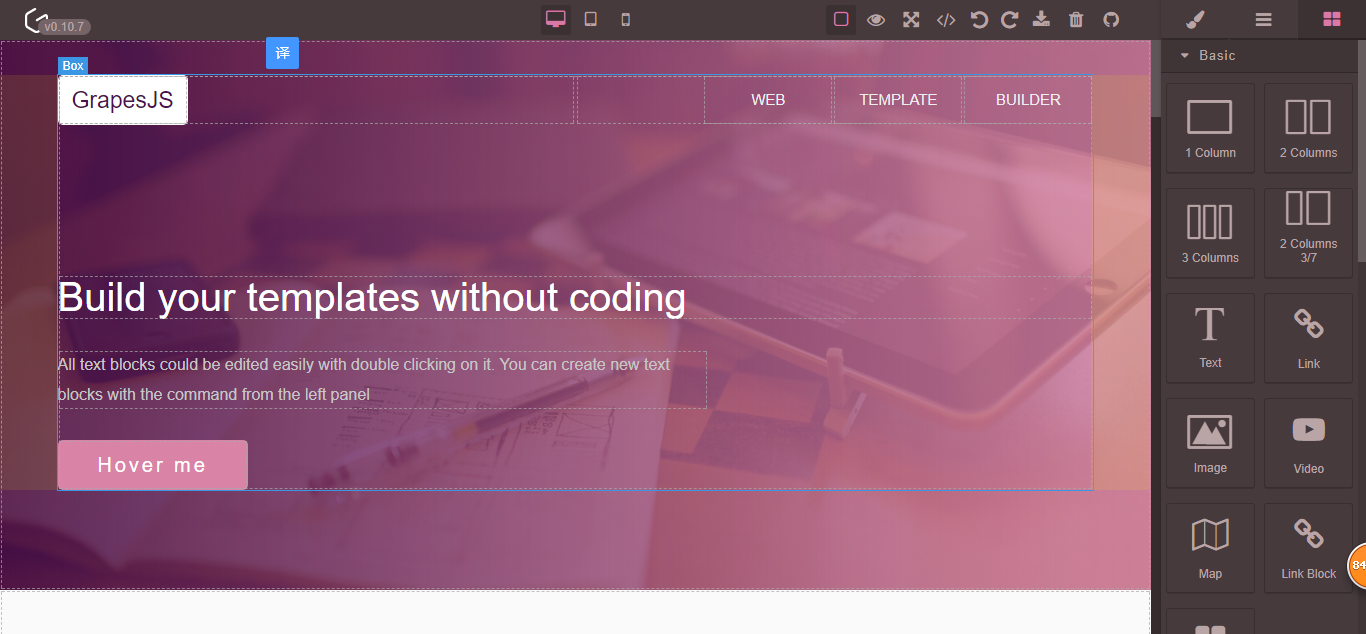 v0.10.7
译
Box
GrapesJS
WEB
TEMPLATE
BUILDER
Build your templates without coding
All text blocks could be edited easily with double clicking on it. You can create new text
blocks with the command from the left panel
Hover me
Basic
1 Column
2 Columns
3 Columns
2 Columns
3/7
Text
Link
Image
Video
Map
Link Block
84